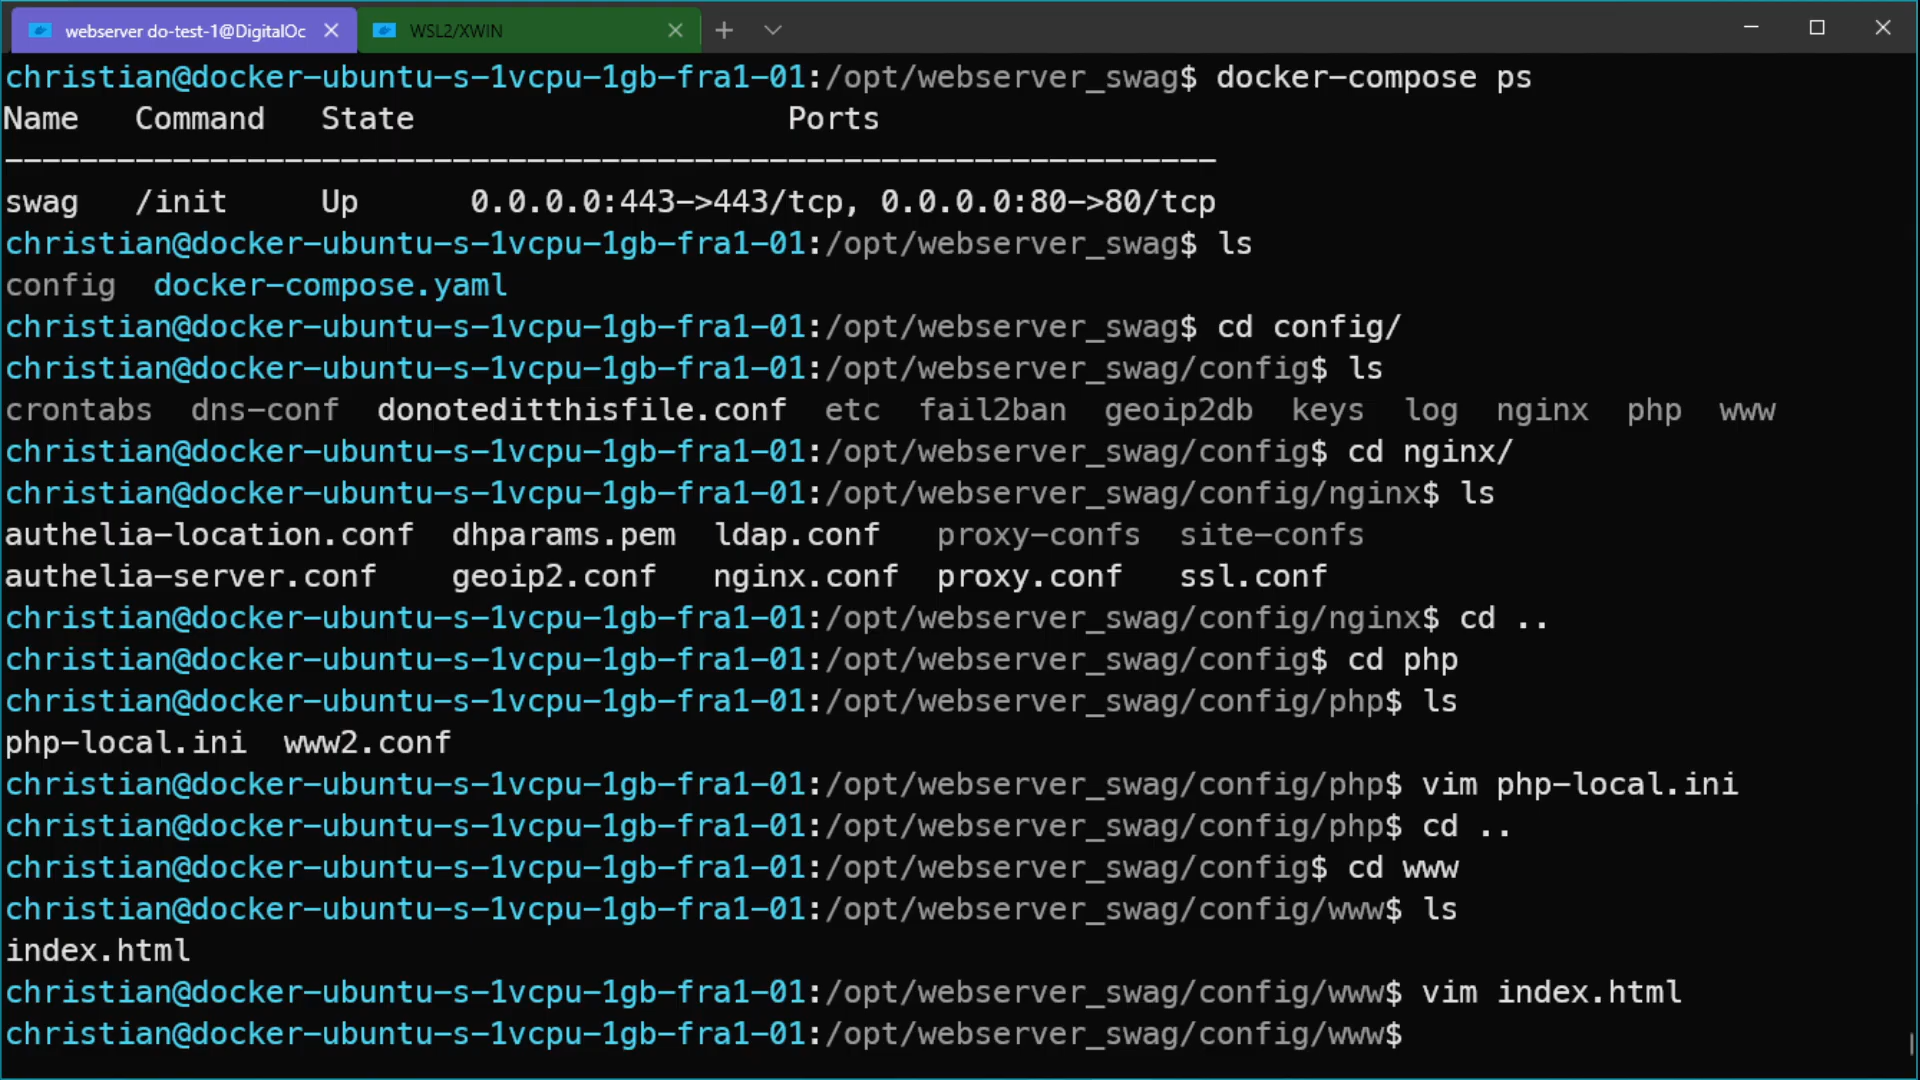 webserver do-test-1@DigitalOc WSL2/XWIN
christian@docker-ubuntu-s-1vcpu-1gb-fra1-01:/opt/webserver_swag$ docker-compose ps
Name Command State Ports
------------------------------------------------------------------
swag /init Up 0.0.0.0:443->443/tcp, 0.0.0.0:80->80/tcp
christian@docker-ubuntu-s-1vcpu-1gb-fra1-01:/opt/webserver_swag$ ls
config docker-compose.yaml
christian@docker-ubuntu-s-1vcpu-1gb-fra1-01:/opt/webserver_swag$ cd config/
christian@docker-ubuntu-s-1vcpu-1gb-fra1-01:/opt/webserver_swag/config$ ls
crontabs dns-conf donoteditthisfile.conf etc fail2ban geoip2db keys log nginx php www
christian@docker-ubuntu-s-1vcpu-1gb-fra1-01:/opt/webserver_swag/config$ cd nginx/
christian@docker-ubuntu-s-1vcpu-1gb-fra1-01:/opt/webserver_swag/config/nginx$ ls
authelia-location.conf dhparams.pem ldap.conf proxy-confs site-confs
authelia-server.conf geoip2.conf nginx.conf proxy.conf ssl.conf
christian@docker-ubuntu-s-1vcpu-1gb-fra1-01:/opt/webserver_swag/config/nginx$ cd ..
christian@docker-ubuntu-s-1vcpu-1gb-fra1-01:/opt/webserver_swag/config$ cd php
christian@docker-ubuntu-s-1vcpu-1gb-fra1-01:/opt/webserver_swag/config/php$ ls
php-local.ini www2.conf
christian@docker-ubuntu-s-1vcpu-1gb-fra1-01:/opt/webserver_swag/config/php$ vim php-local.ini
christian@docker-ubuntu-s-1vcpu-1gb-fra1-01:/opt/webserver_swag/config/php$ cd ..
christian@docker-ubuntu-s-1vcpu-1gb-fra1-01:/opt/webserver_swag/config$ cd www
christian@docker-ubuntu-s-1vcpu-1gb-fra1-01:/opt/webserver_swag/config/www$ ls
index.html
christian@docker-ubuntu-s-1vcpu-1gb-fra1-01:/opt/webserver_swag/config/www$ vim index.html
christian@docker-ubuntu-s-1vcpu-1gb-fra1-01:/opt/webserver_swag/config/www$